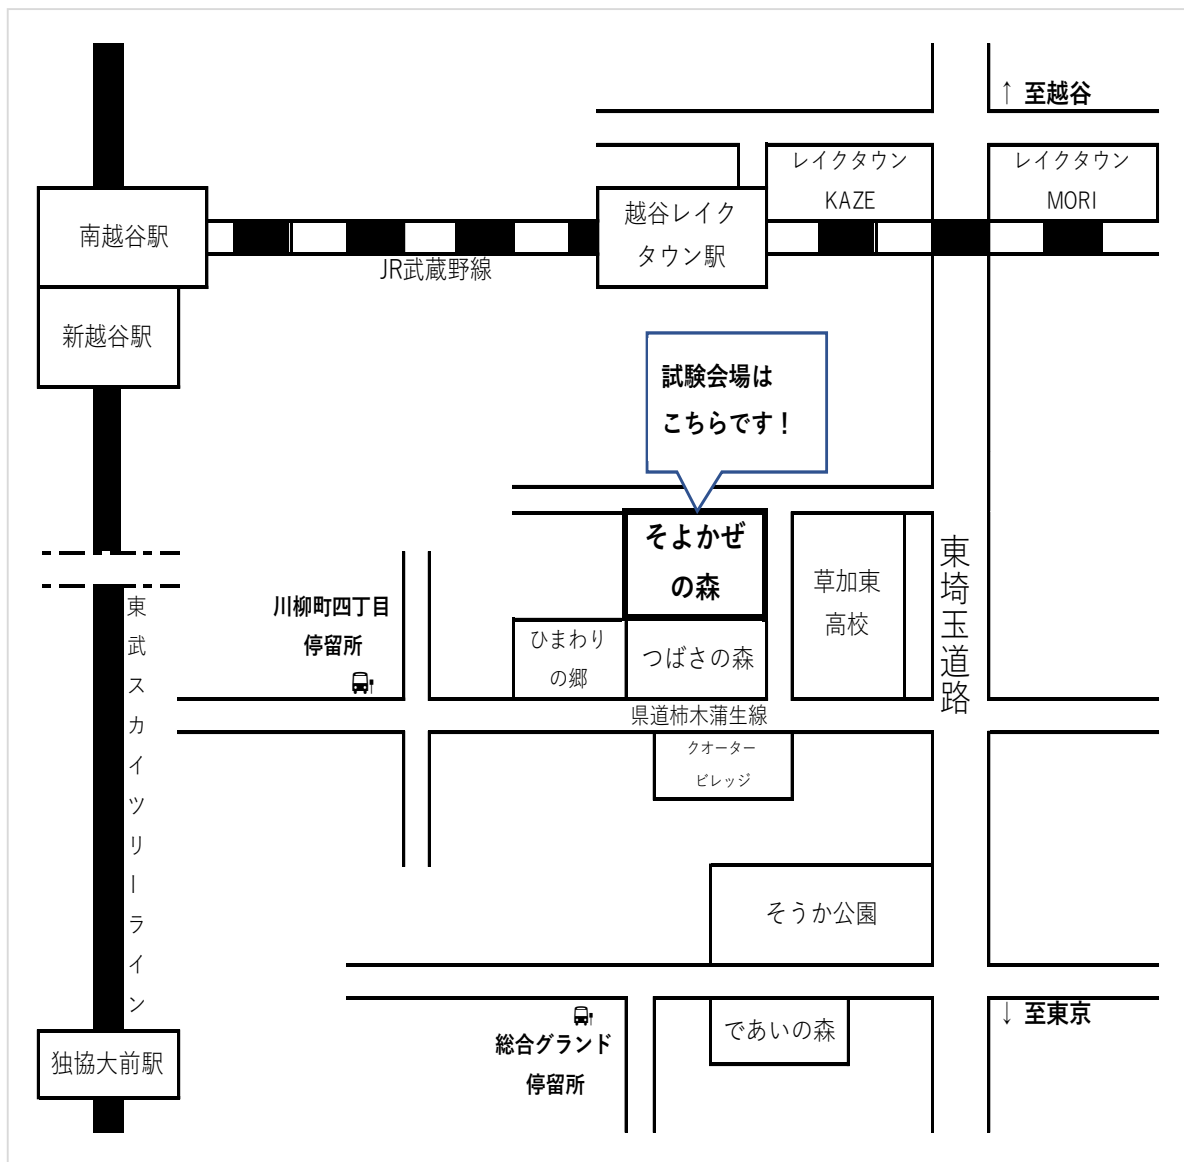 ↑ 至越谷
レイクタウン
KAZE
レイクタウン
MORI
南越谷駅
越谷レイク
タウン駅
JR武蔵野線
新越谷駅
試験会場は
こちらです！
そよかぜ
の森
草加東
高校
東埼玉道路
川柳町四丁目
停留所
ひまわり
の郷
つばさの森
県道柿木蒲生線
クオーター
ビレッジ
東武スカイツリーライン
そうか公園
↓ 至東京
総合グランド
停留所
であいの森
独協大前駅